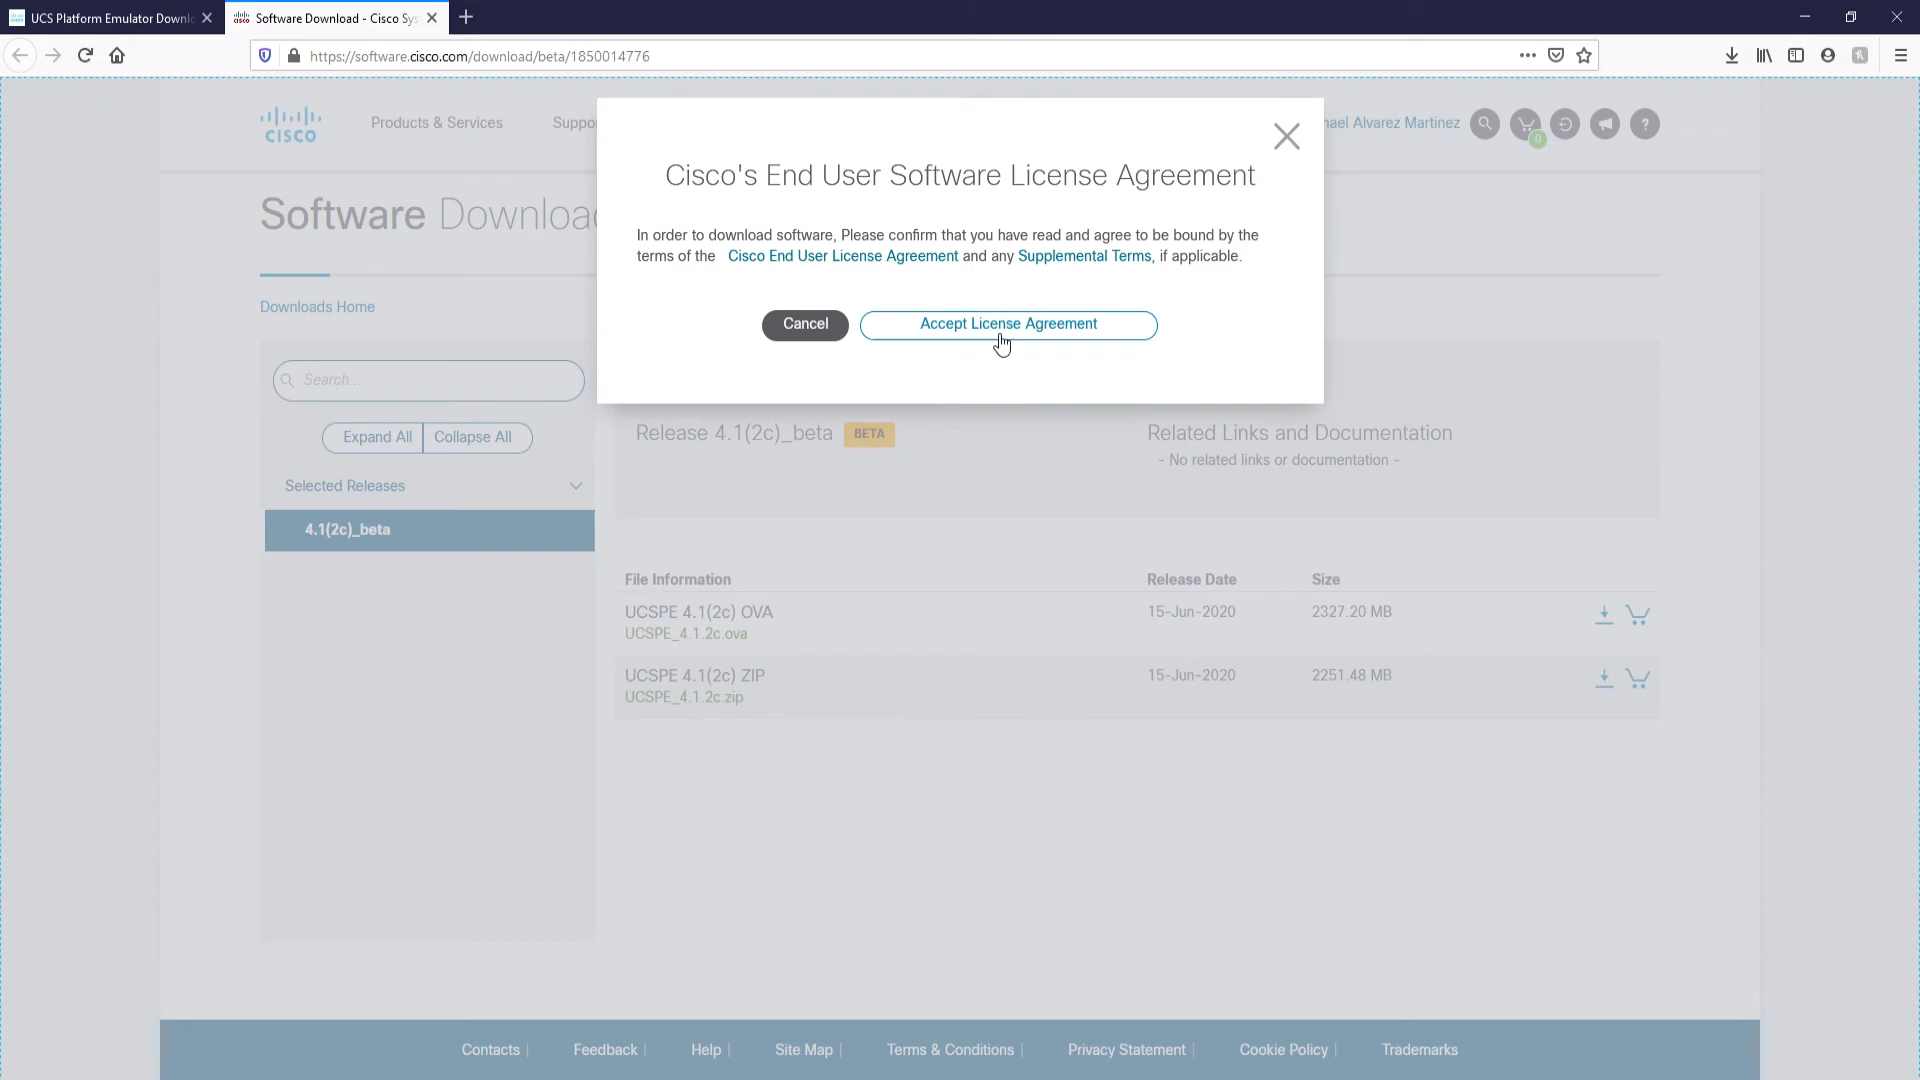 UCS Platform Emulator Downl
Software Download - Cisco Sys
https://software.cisco.com/download/beta/1850014776
CISCO
Products & Services
Suppo
hael Alvarez Martinez
0
?
Cisco's End User Software License Agreement
In order to download software, Please confirm that you have read and agree to be bound by the
terms of the Cisco End User License Agreement and any Supplemental Terms, if applicable.
Cancel
Accept License Agreement
Software Download
Downloads Home
Search...
Expand All
Collapse All
Selected Releases
4.1(2c)_beta
Release 4.1(2c)_beta
BETA
Related Links and Documentation
- No related links or documentation -
File Information
Release Date
Size
UCSPE 4.1(2c) OVA
15-Jun-2020
2327.20 MB
UCSPE_4.1.2c.ova
UCSPE 4.1(2c) ZIP
15-Jun-2020
2251.48 MB
UCSPE_4.1.2c.zip
Contacts |
Feedback |
Help |
Site Map |
Terms & Conditions |
Privacy Statement |
Cookie Policy |
Trademarks